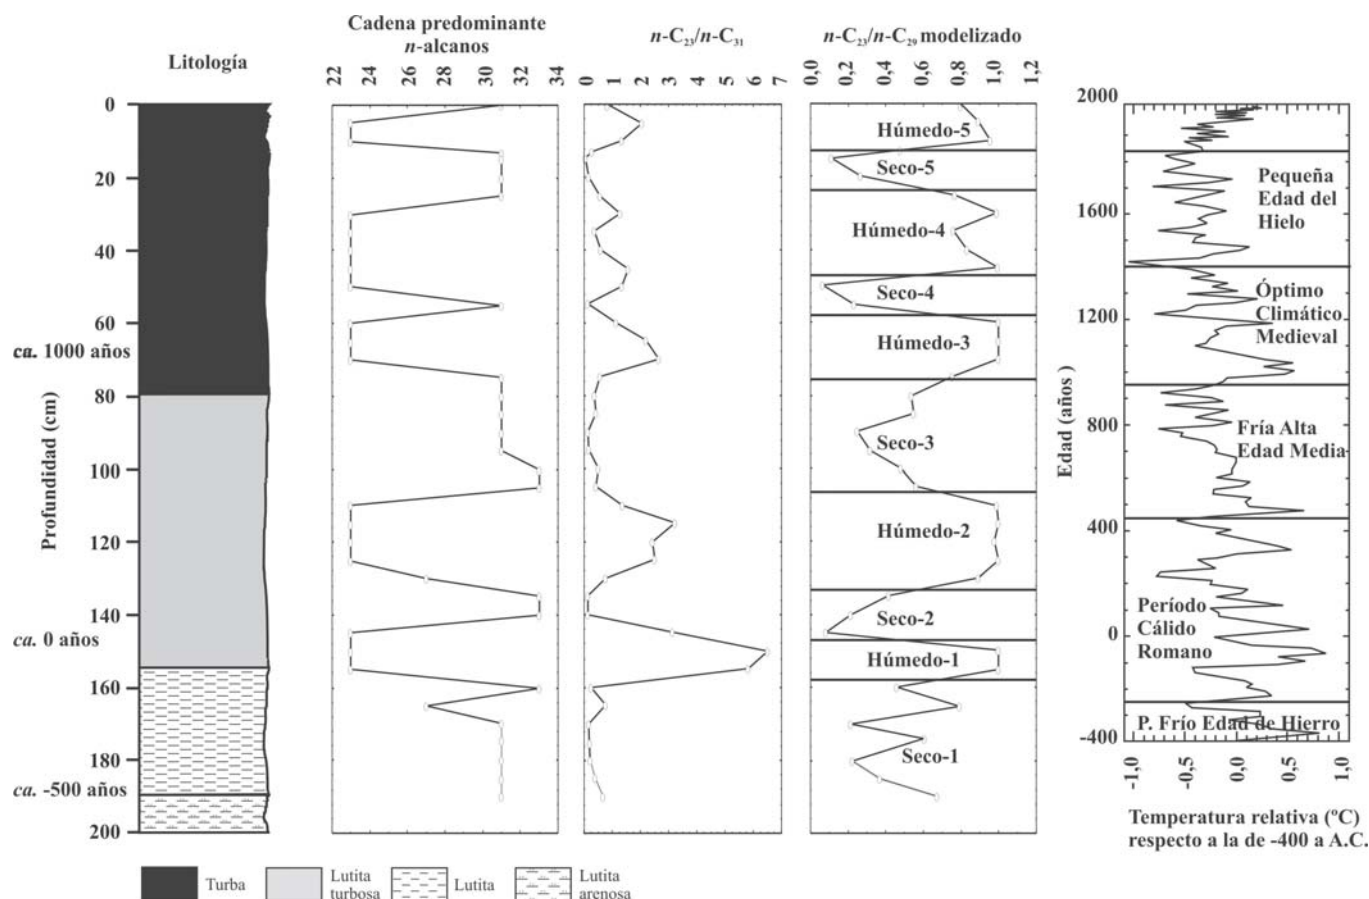 Litología
Cadena predominante
n-alcanos
22 24 26 28 30 32 34
n-C23/n-C31
0 1 2 3 4 5 6 7
n-C23/n-C29 modelizado
0,0 0,2 0,4 0,6 0,8 1,0 1,2
Profundidad (cm)
0
20
40
60
80
100
120
140
160
180
200
ca. 1000 años
ca. 0 años
ca. -500 años
Húmedo-5
Seco-5
Húmedo-4
Seco-4
Húmedo-3
Seco-3
Húmedo-2
Seco-2
Húmedo-1
Seco-1
Edad (años )
2000
1600
1200
800
400
0
-400
Pequeña
Edad del
Hielo
Óptimo
Climático
Medieval
Fría Alta
Edad Media
Período
Cálido
Romano
P. Frío Edad de Hierro
-1,0 -0,5 0,0 0,5 1,0
Temperatura relativa (ºC)
respecto a la de -400 a A.C.
Turba
Lutita
turbosa
Lutita
Lutita
arenosa